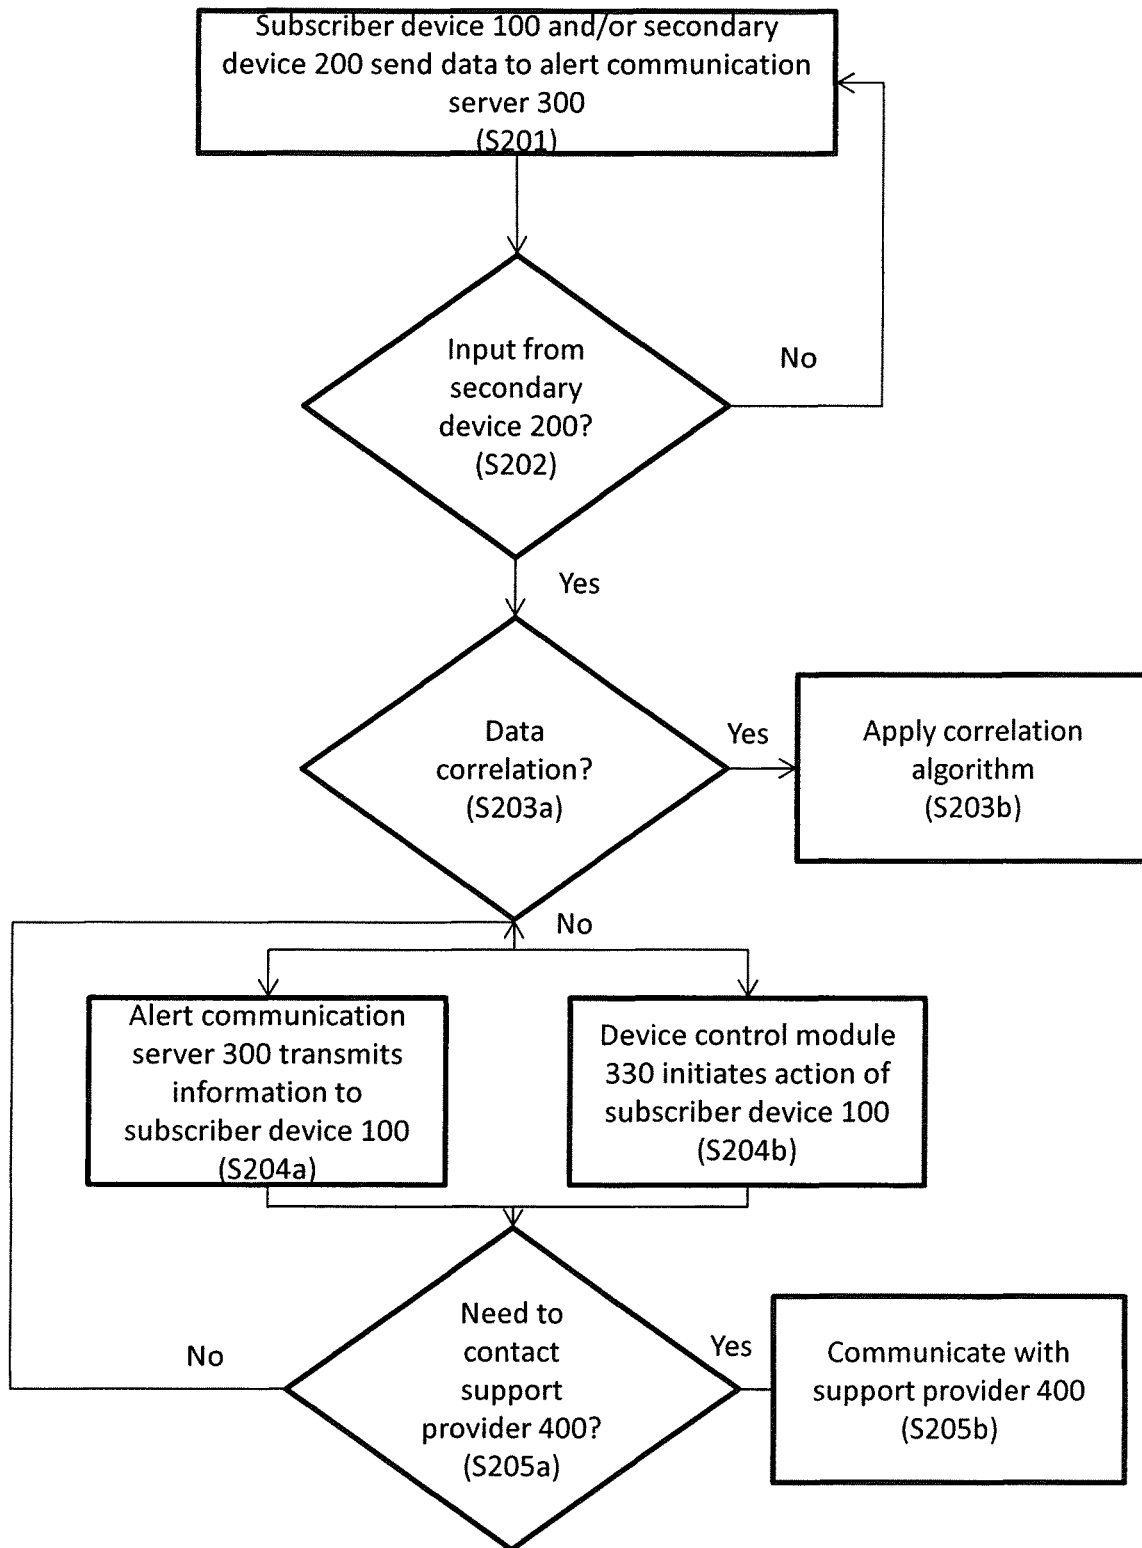 Subscriber device 100 and/or secondary
device 200 send data to alert communication
server 300
(S201)
Input from
secondary
device 200?
(S202)
No
Yes
Data
correlation?
(S203a)
Yes
Apply correlation
algorithm
(S203b)
No
Alert communication
server 300 transmits
information to
subscriber device 100
(S204a)
Device control module
330 initiates action of
subscriber device 100
(S204b)
Need to
contact
support
provider 400?
(S205a)
No
Yes
Communicate with
support provider 400
(S205b)